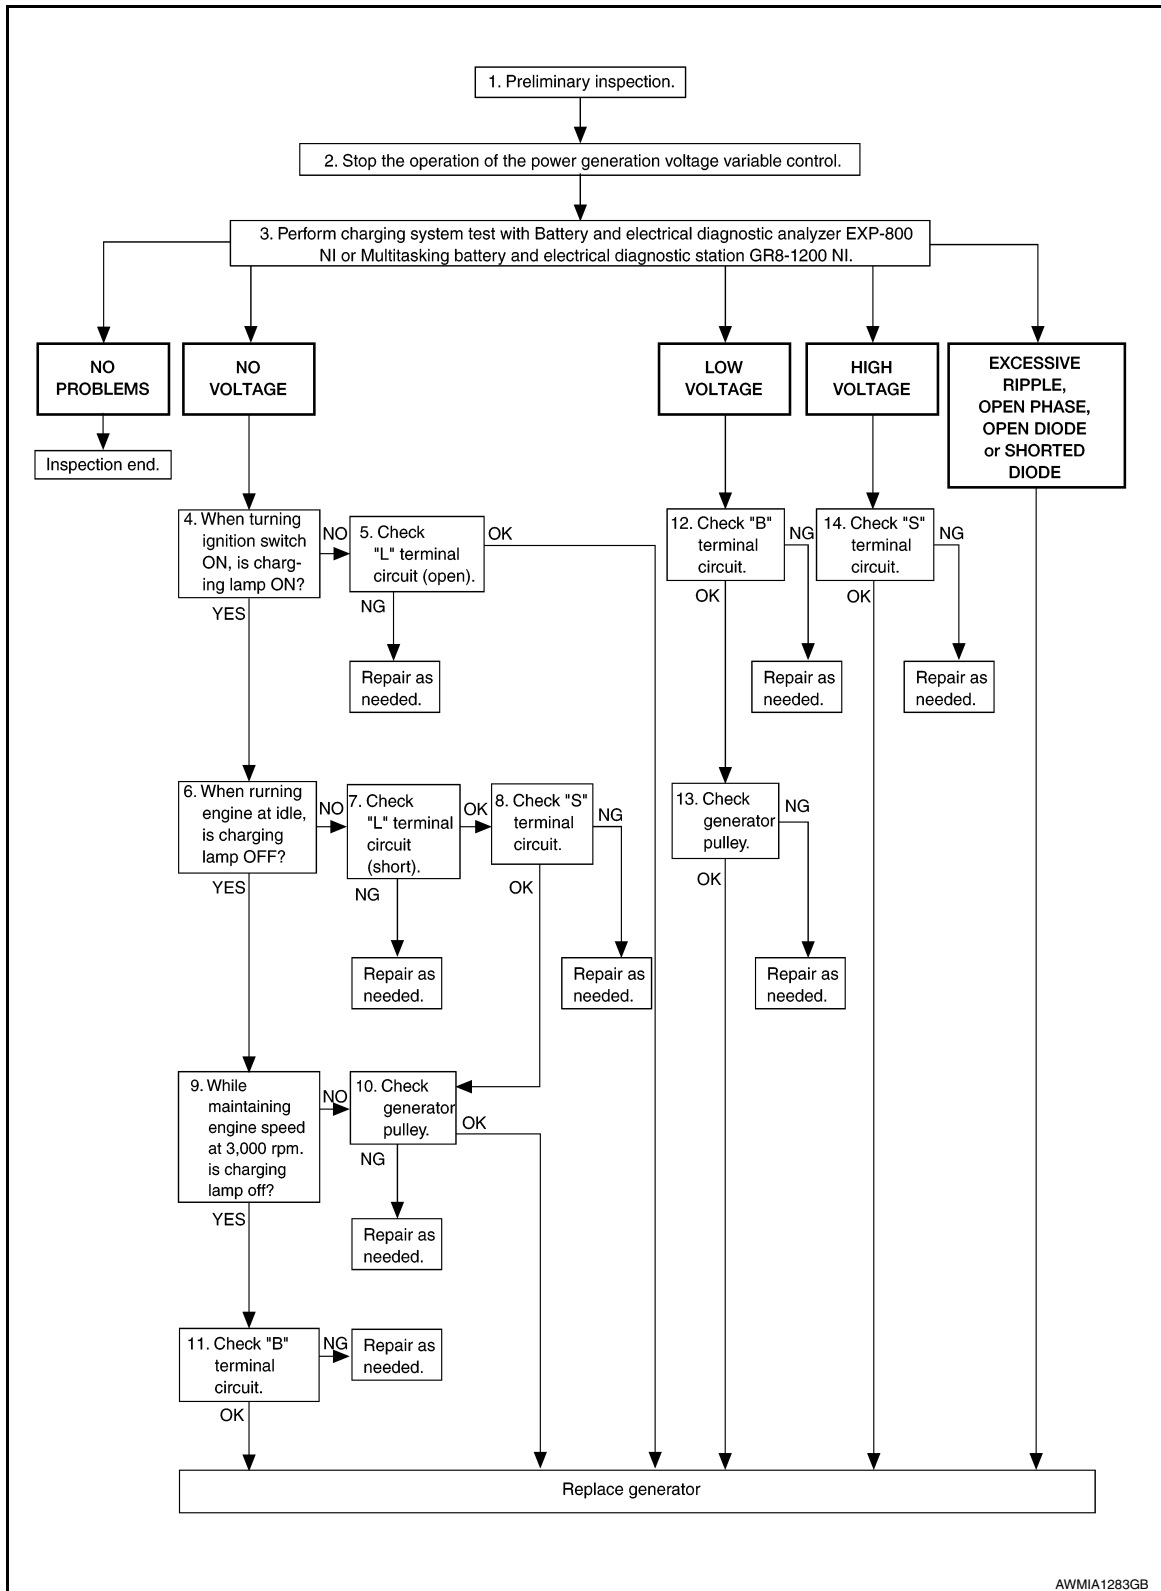 1. Preliminary inspection.
2. Stop the operation of the power generation voltage variable control.
3. Perform charging system test with Battery and electrical diagnostic analyzer EXP-800
NI or Multitasking battery and electrical diagnostic station GR8-1200 NI.
NO
PROBLEMS
NO
VOLTAGE
LOW
VOLTAGE
HIGH
VOLTAGE
EXCESSIVE
RIPPLE,
OPEN PHASE,
OPEN DIODE
or SHORTED
DIODE
Inspection end.
4. When turning
ignition switch
ON, is charg-
ing lamp ON?
NO
YES
5. Check
"L" terminal
circuit (open).
OK
NG
Repair as
needed.
12. Check "B"
terminal
circuit.
NG
OK
Repair as
needed.
14. Check "S"
terminal
circuit.
NG
OK
Repair as
needed.
6. When rurning
engine at idle,
is charging
lamp OFF?
NO
YES
7. Check
"L" terminal
circuit
(short).
OK
NG
Repair as
needed.
8. Check "S"
terminal
circuit.
NG
OK
Repair as
needed.
13. Check
generator
pulley.
NG
OK
Repair as
needed.
9. While
maintaining
engine speed
at 3,000 rpm.
is charging
lamp off?
NO
YES
10. Check
generator
pulley.
OK
NG
Repair as
needed.
11. Check "B"
terminal
circuit.
NG
OK
Repair as
needed.
Replace generator
AWMIA1283GB